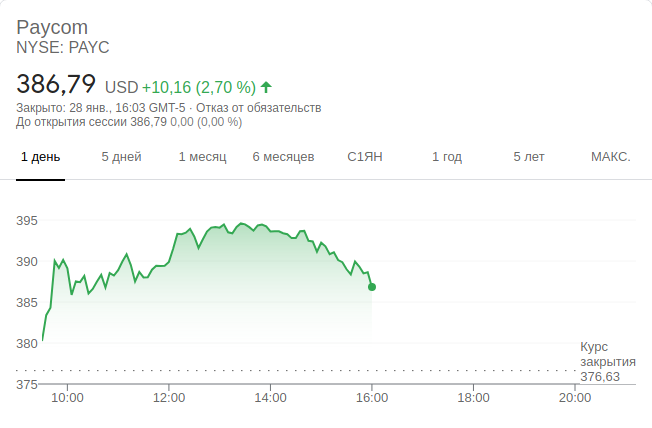 Paycom
NYSE: PAYC
386,79 USD +10,16 (2,70 %)
Закрыто: 28 янв., 16:03 GMT-5 · Отказ от обязательств
До открытия сессии 386,79 0,00 (0,00 %)
1 день 5 дней 1 месяц 6 месяцев С1ЯН 1 год 5 лет МАКС.
395
390
385
380
Курс
закрытия
376,63
375
10:00 12:00 14:00 16:00 18:00 20:00